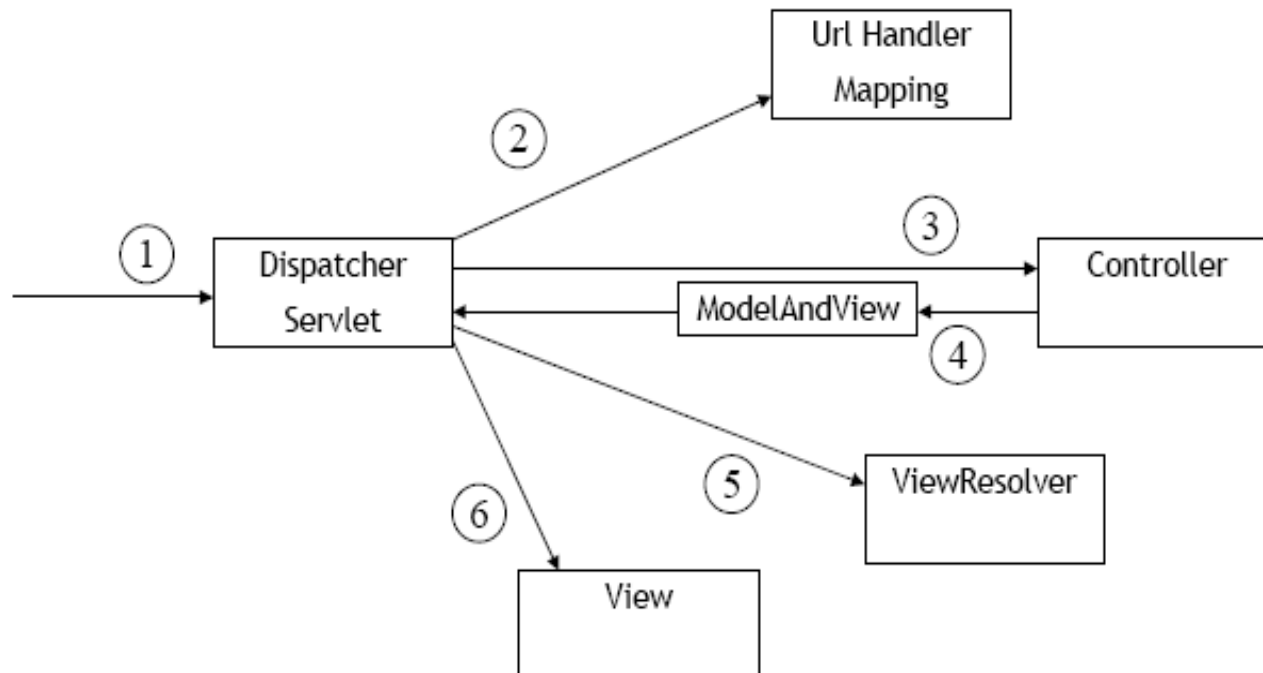 Url Handler
Mapping
2
3
1
Dispatcher
Servlet
Controller
ModelAndView
4
ViewResolver
5
6
View